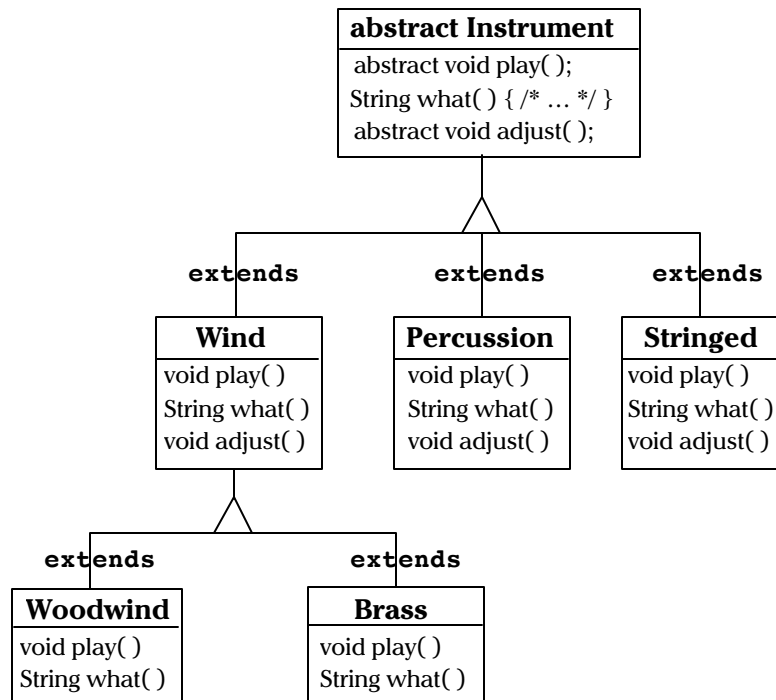 abstract Instrument
abstract void play( );
String what( ) { /* … */ }
abstract void adjust( );
extends
extends
extends
Wind
void play( )
String what( )
void adjust( )
Percussion
void play( )
String what( )
void adjust( )
Stringed
void play( )
String what( )
void adjust( )
extends
extends
Woodwind
void play( )
String what( )
Brass
void play( )
String what( )